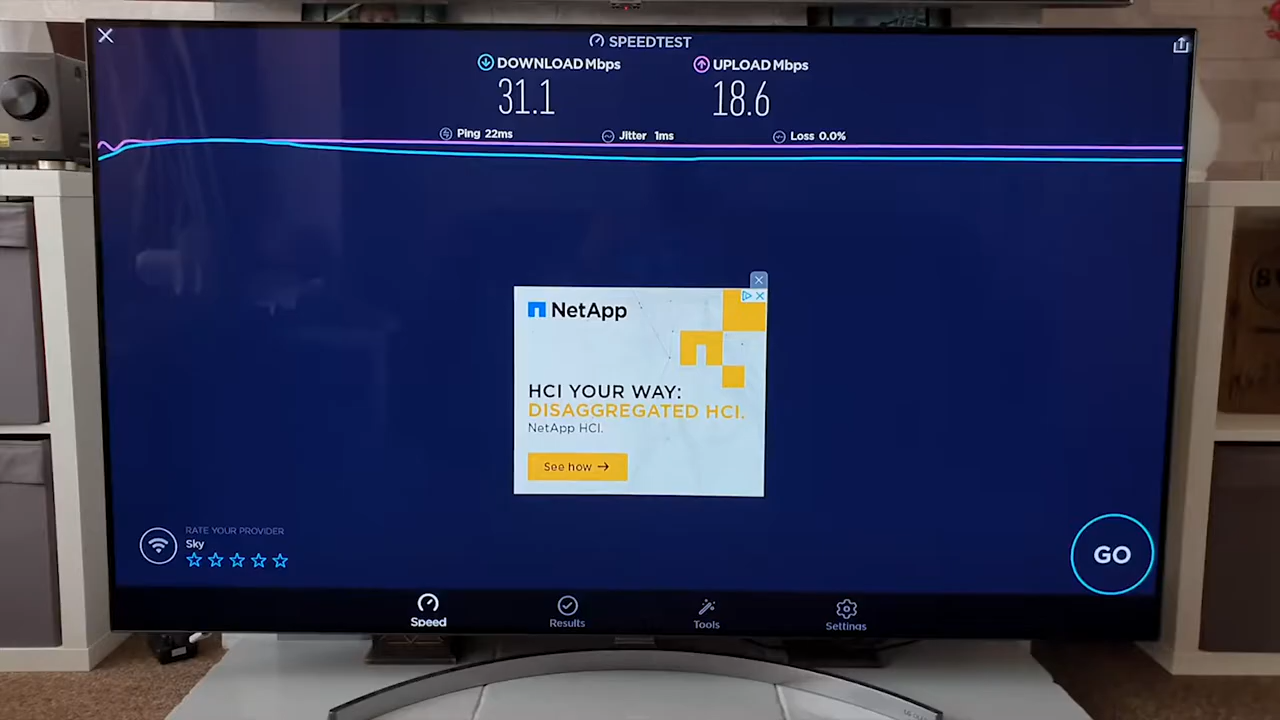 SPEEDTEST
DOWNLOAD Mbps
31.1
UPLOAD Mbps
18.6
Ping 22ms
Jitter 1ms
Loss 0.0%
NetApp
HCI YOUR WAY:
DISAGGREGATED HCI.
NetApp HCI.
See how →
RATE YOUR PROVIDER
Sky
GO
Speed
Results
Tools
Settings